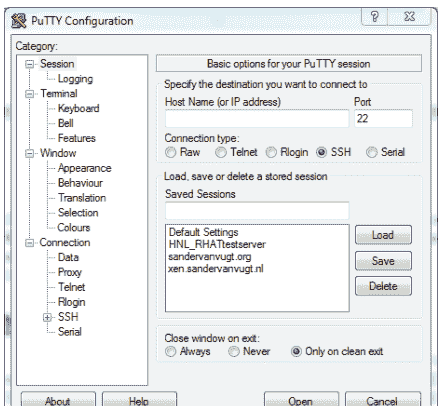 PuTTY Configuration
Category:
Session
Logging
Terminal
Keyboard
Bell
Features
Window
Appearance
Behaviour
Translation
Selection
Colours
Connection
Data
Proxy
Telnet
Rlogin
SSH
Serial
Basic options for your PuTTY session
Specify the destination you want to connect to
Host Name (or IP address) Port
22
Connection type:
Raw Telnet Rlogin SSH Serial
Load, save or delete a stored session
Saved Sessions
Default Settings
HNL_RHATtestserver
sandervanvugt.org
xen.sandervanvugt.nl
Load
Save
Delete
Close window on exit:
Always Never Only on clean exit
About Help Open Cancel